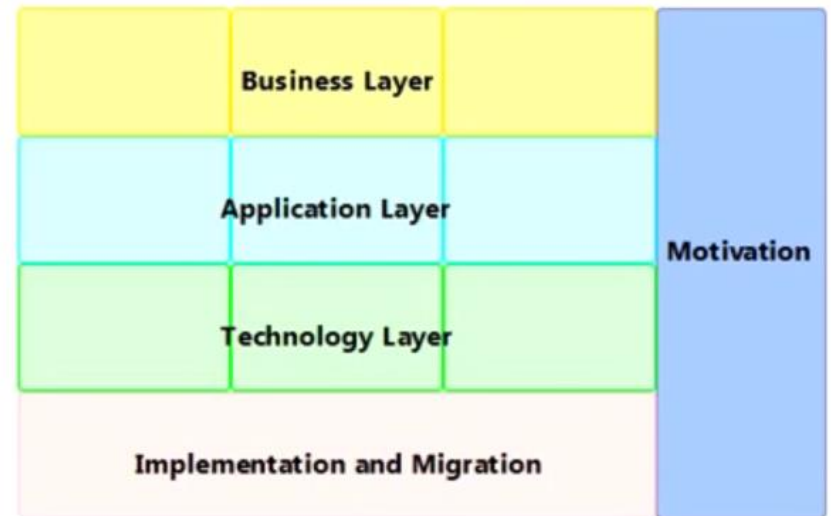 Business Layer
Application Layer
Motivation
Technology Layer
Implementation and Migration